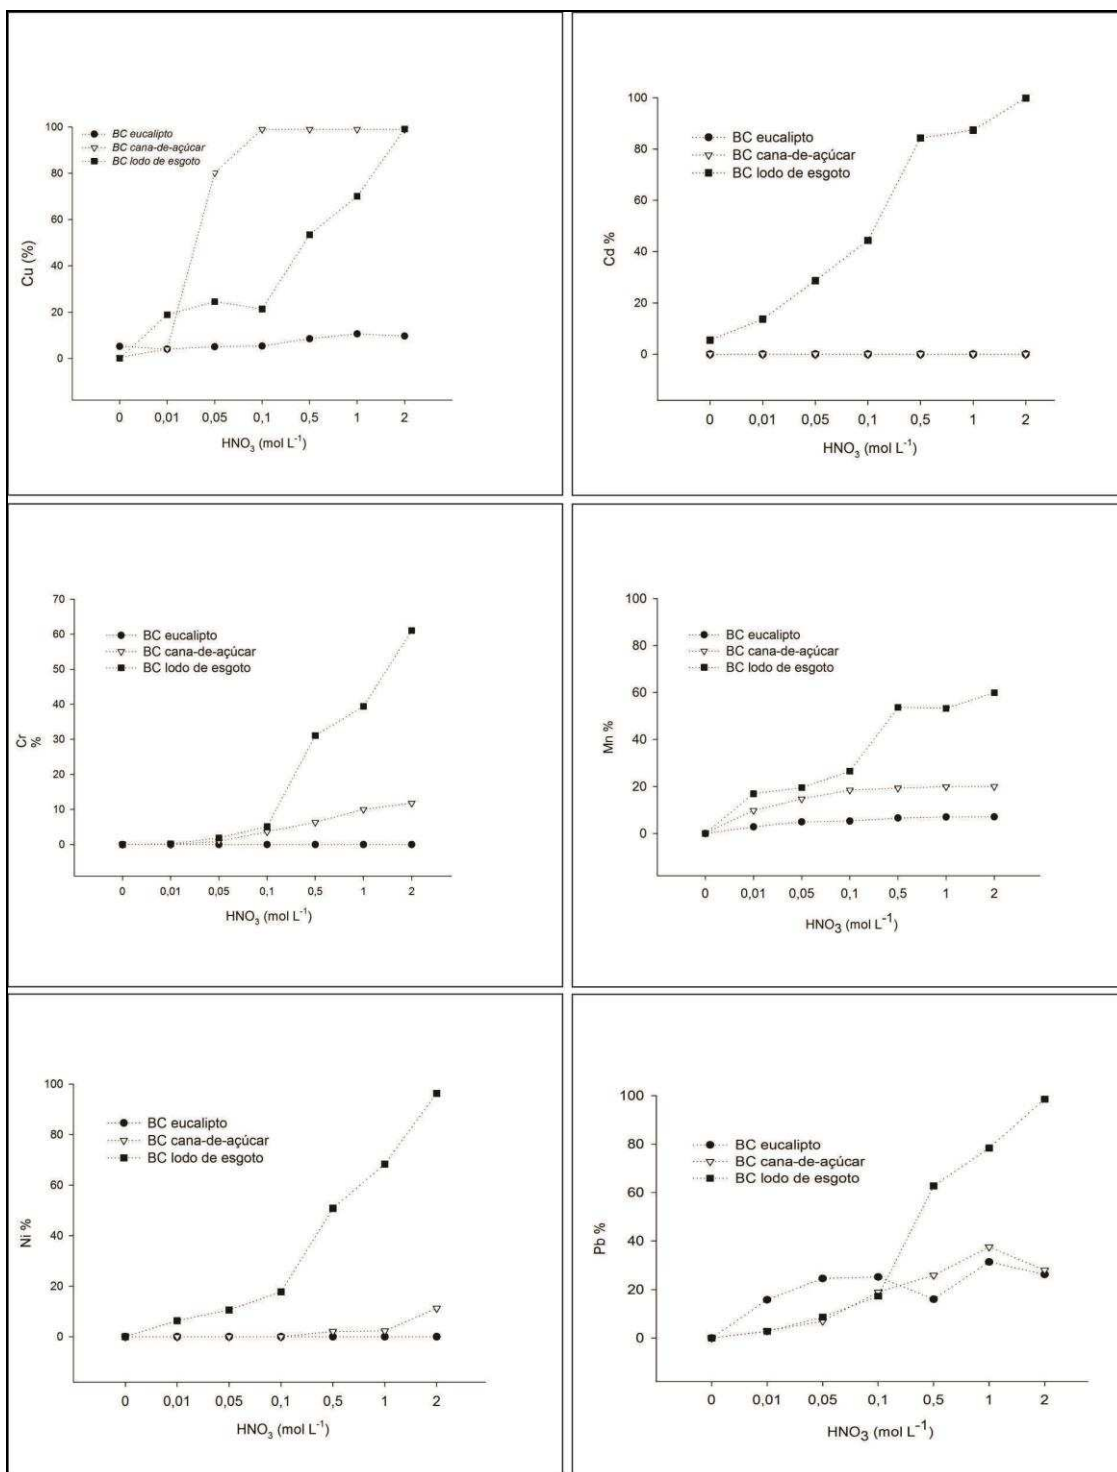 100
80
60
40
20
0
Cu (%)
BC eucalipto
BC cana-de-açúcar
BC lodo de esgoto
0 0,01 0,05 0,1 0,5 1 2
HNO3 (mol L-1)
100
80
60
40
20
0
Cd %
BC eucalipto
BC cana-de-açúcar
BC lodo de esgoto
0 0,01 0,05 0,1 0,5 1 2
HNO3 (mol L-1)
70
60
50
40
30
20
10
0
Cr
%
BC eucalipto
BC cana-de-açúcar
BC lodo de esgoto
0 0,01 0,05 0,1 0,5 1 2
HNO3 (mol L-1)
100
80
60
40
20
0
Mn %
BC eucalipto
BC cana-de-açúcar
BC lodo de esgoto
0 0,01 0,05 0,1 0,5 1 2
HNO3 (mol L-1)
100
80
60
40
20
0
Ni %
BC eucalipto
BC cana-de-açúcar
BC lodo de esgoto
0 0,01 0,05 0,1 0,5 1 2
HNO3 (mol L-1)
100
80
60
40
20
0
Pb %
BC eucalipto
BC cana-de-açúcar
BC lodo de esgoto
0 0,01 0,05 0,1 0,5 1 2
HNO3 (mol L-1)